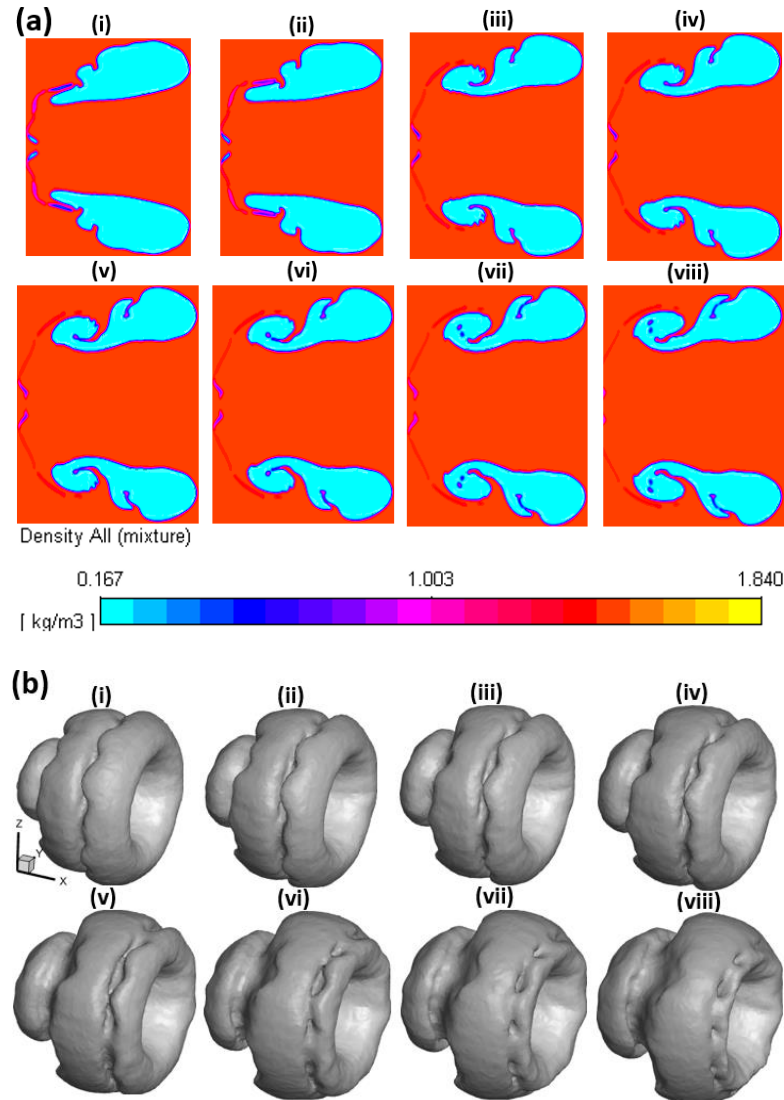 (a)
(i) (ii) (iii) (iv)
(v) (vi) (vii) (viii)
Density All (mixture)
0.167 1.003 1.840
[ kg/m3 ]
(b)
(i) (ii) (iii) (iv)
Z
Y
X
(v) (vi) (vii) (viii)